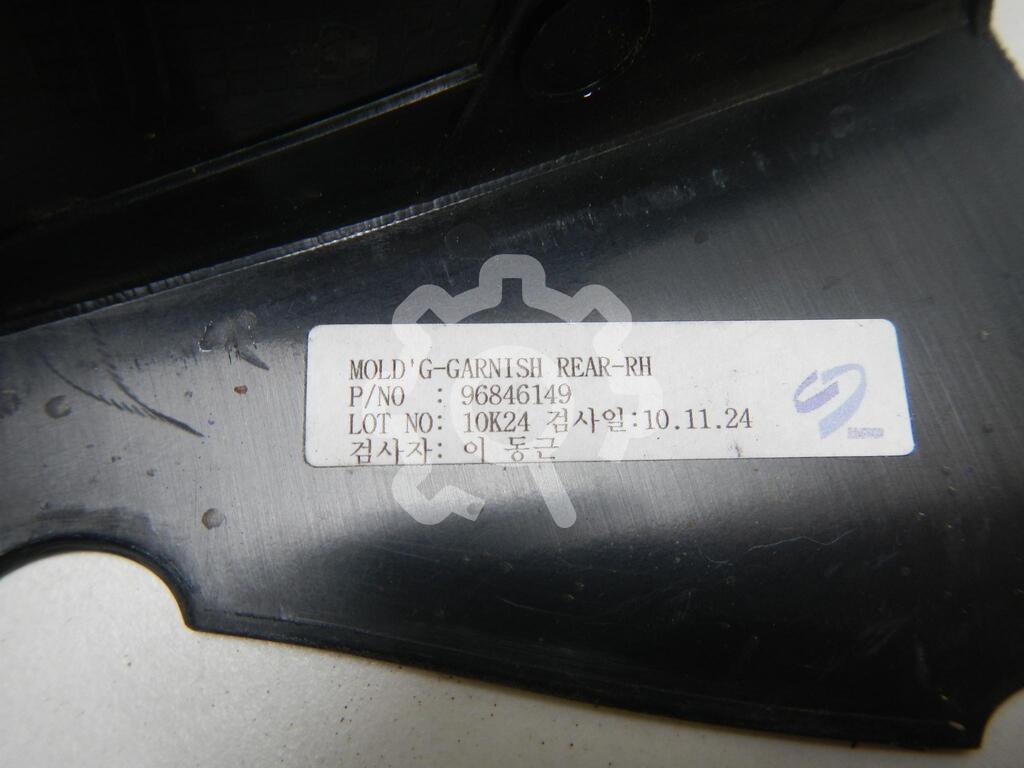 MOLD'G-GARNISH REAR-RH
P/NO : 96846149
LOT NO: 10K24 검사일:10.11.24
검사자: 이 동근